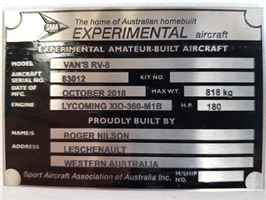 SAAA
The home of Australian homebuilt
EXPERIMENTAL aircraft
EXPERIMENTAL AMATEUR-BUILT AIRCRAFT
MODEL VAN'S RV-8
AIRCRAFT SERIAL NO. 83012 KIT NO.
DATE OF MFG. OCTOBER 2018 MAX WT. 818 kg
ENGINE LYCOMING XIO-360-M1B H.P. 180
PROUDLY BUILT BY
NAME/S ROGER NILSON
ADDRESS LESCHENAULT
WESTERN AUSTRALIA
Sport Aircraft Association of Australia Inc. M/SHIP NO.